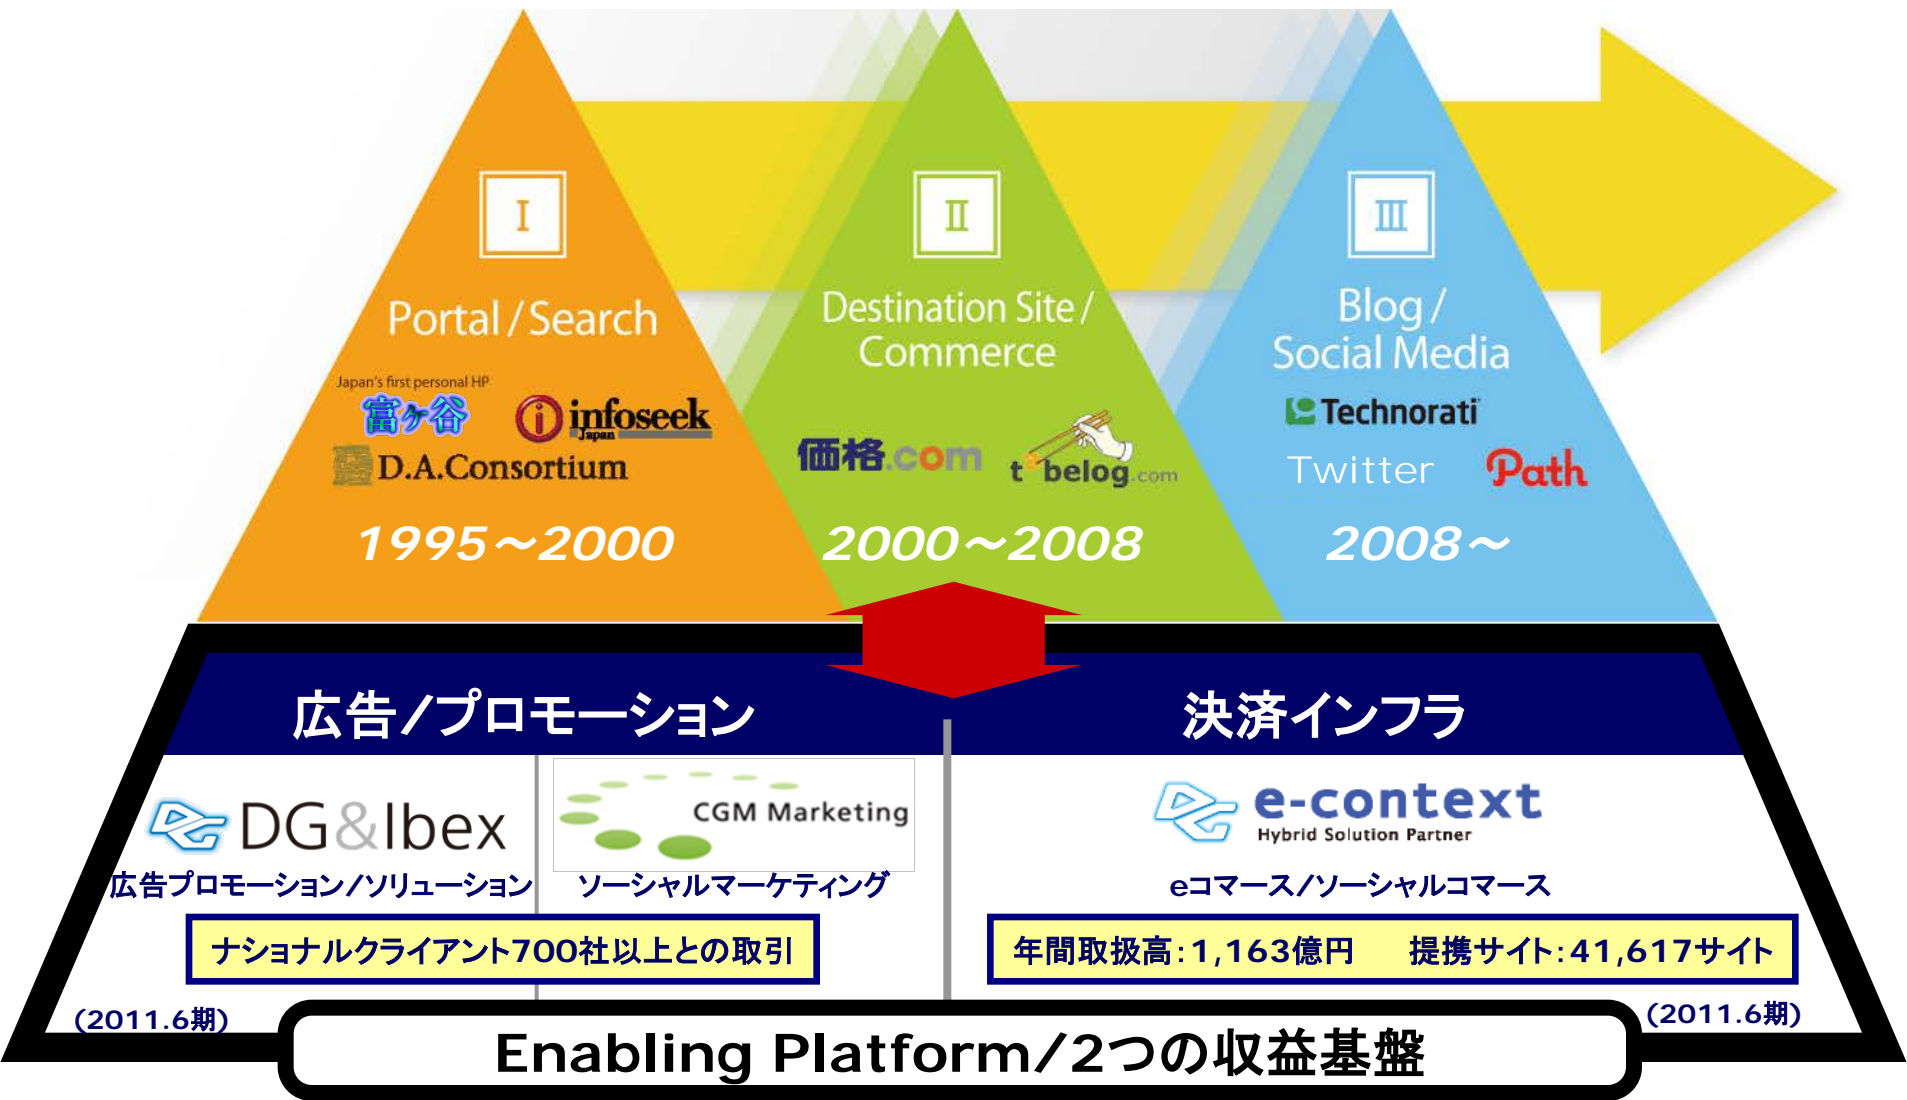 I
II
III
Portal / Search
Destination Site /
Commerce
Blog /
Social Media
Japan's first personal HP
富ヶ谷
infoseek
Japan
D.A.Consortium
価格.com
tabelog.com
Technorati
Twitter
Path
1995～2000
2000～2008
2008～
広告/プロモーション
決済インフラ
DG&Ibex
CGM Marketing
e-context
Hybrid Solution Partner
広告プロモーション/ソリューション
ソーシャルマーケティング
eコマース/ソーシャルコマース
ナショナルクライアント700社以上との取引
年間取扱高：1,163億円　提携サイト：41,617サイト
(2011.6期)
(2011.6期)
Enabling Platform/2つの収益基盤